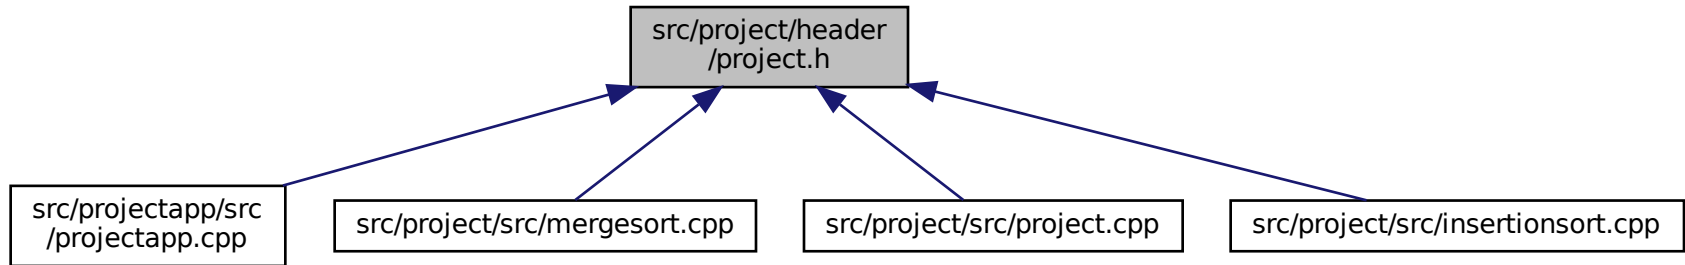 src/project/header
/project.h
src/projectapp/src
/projectapp.cpp
src/project/src/mergesort.cpp
src/project/src/project.cpp
src/project/src/insertionsort.cpp